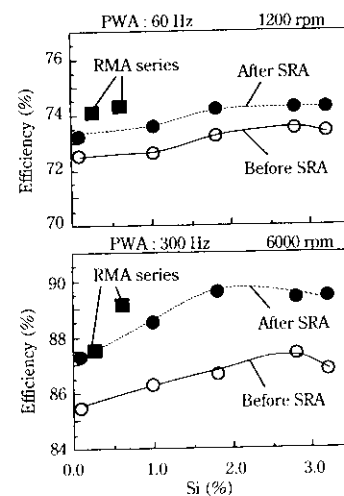 PWA : 60 Hz 1200 rpm
76
74
72
70
Efficiency (%)
RMA series
After SRA
Before SRA
PWA : 300 Hz 6000 rpm
90
88
86
84
Efficiency (%)
RMA series
After SRA
Before SRA
0.0 1.0 2.0 3.0
Si (%)